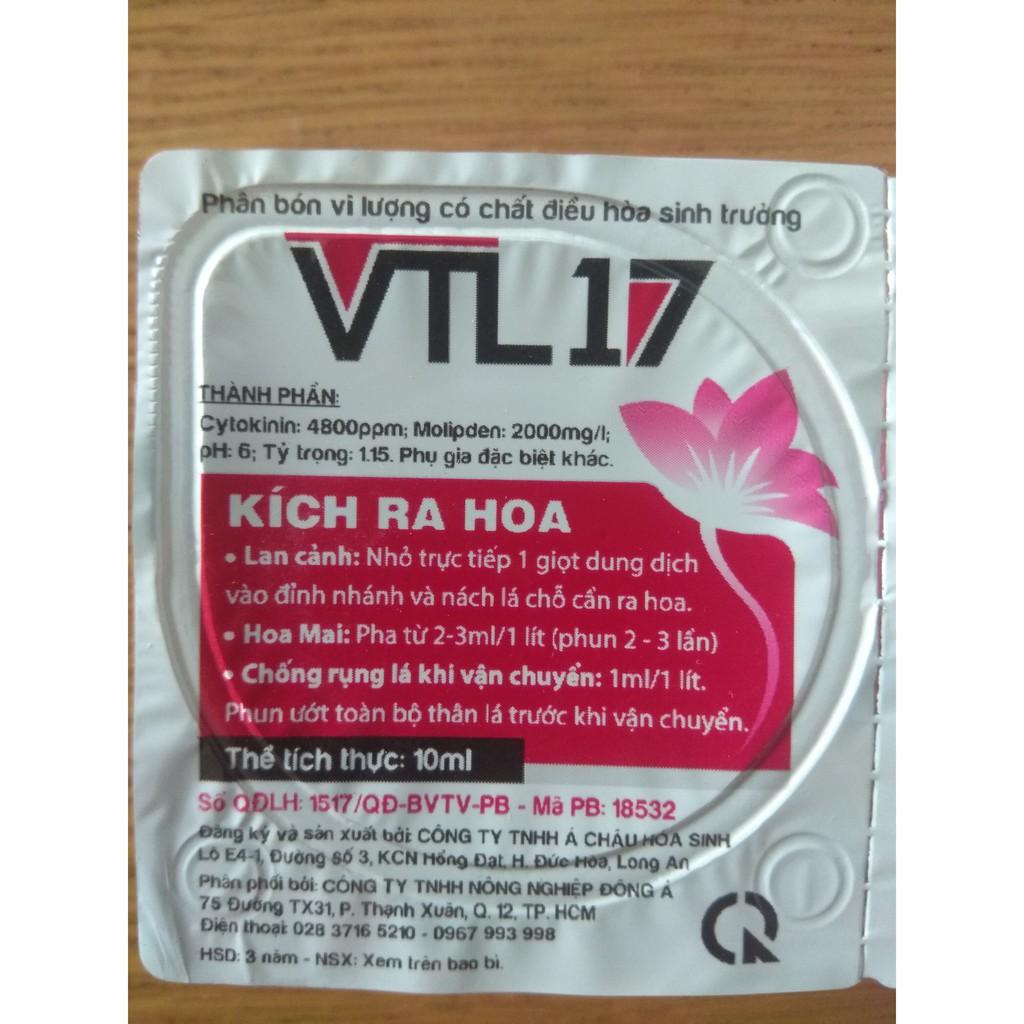 Phân bón vi lượng có chất điều hòa sinh trưởng
VTL 17
THÀNH PHẦN:
Cytokinin: 4800ppm; Molipden: 2000mg/l;
pH: 6; Tỷ trọng: 1.15. Phụ gia đặc biệt khác.
KÍCH RA HOA
• Lan cảnh: Nhỏ trực tiếp 1 giọt dung dịch
vào đỉnh nhánh và nách lá chỗ cần ra hoa.
• Hoa Mai: Pha từ 2-3ml/1 lít (phun 2 - 3 lần)
• Chống rụng lá khi vận chuyển: 1ml/1 lít.
Phun ướt toàn bộ thân lá trước khi vận chuyển.
Thể tích thực: 10ml
Số QĐLH: 1517/QĐ-BVTV-PB - Mã PB: 18532
Đăng ký và sản xuất bởi: CÔNG TY TNHH Á CHÂU HÓA SINH
Lô E4-1, Đường số 3, KCN Hồng Đạt, H. Đức Hòa, Long An
Phân phối bởi: CÔNG TY TNHH NÔNG NGHIỆP ĐÔNG Á
75 Đường TX31, P. Thạnh Xuân, Q. 12, TP. HCM
Điện thoại: 028 3716 5210 - 0967 993 998
HSD: 3 năm - NSX: Xem trên bao bì.